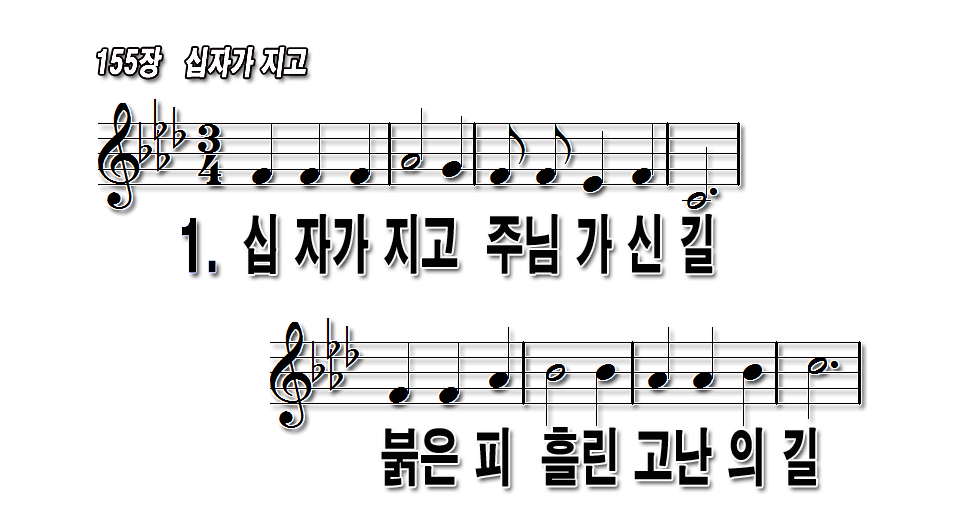 155장 십자가 지고
3
4
1. 십 자가 지고 주님 가 신 길
붉은 피 흘린 고난 의 길